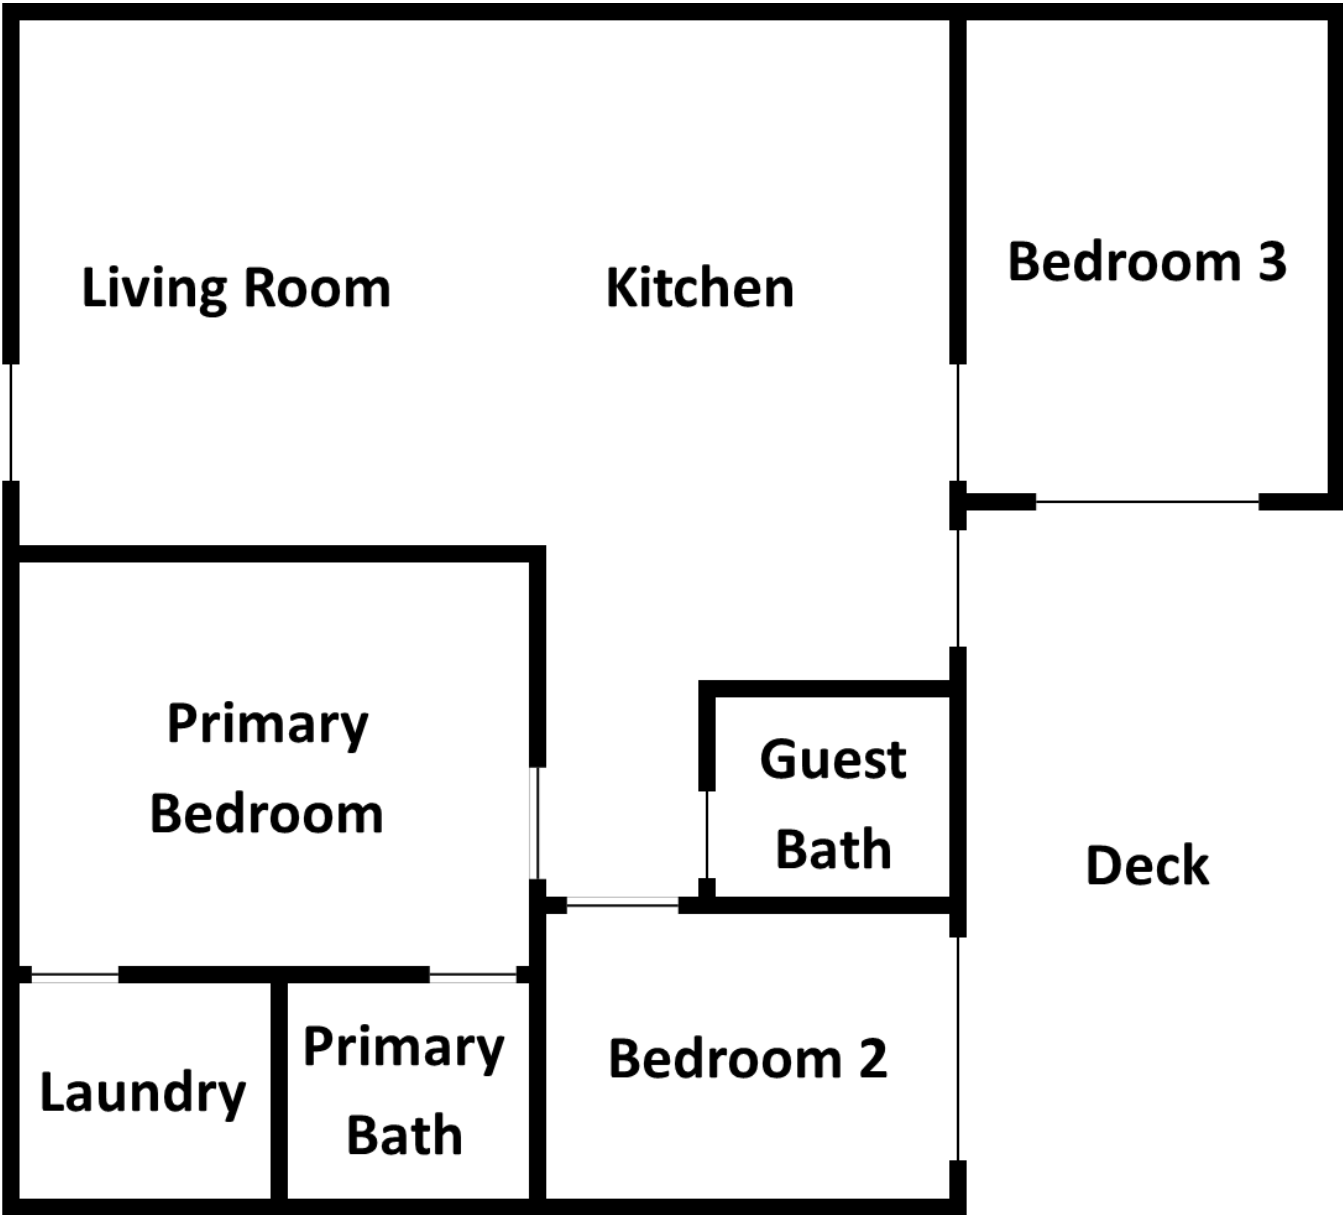 Living Room
Kitchen
Bedroom 3
Primary
Bedroom
Guest
Bath
Deck
Laundry
Primary
Bath
Bedroom 2